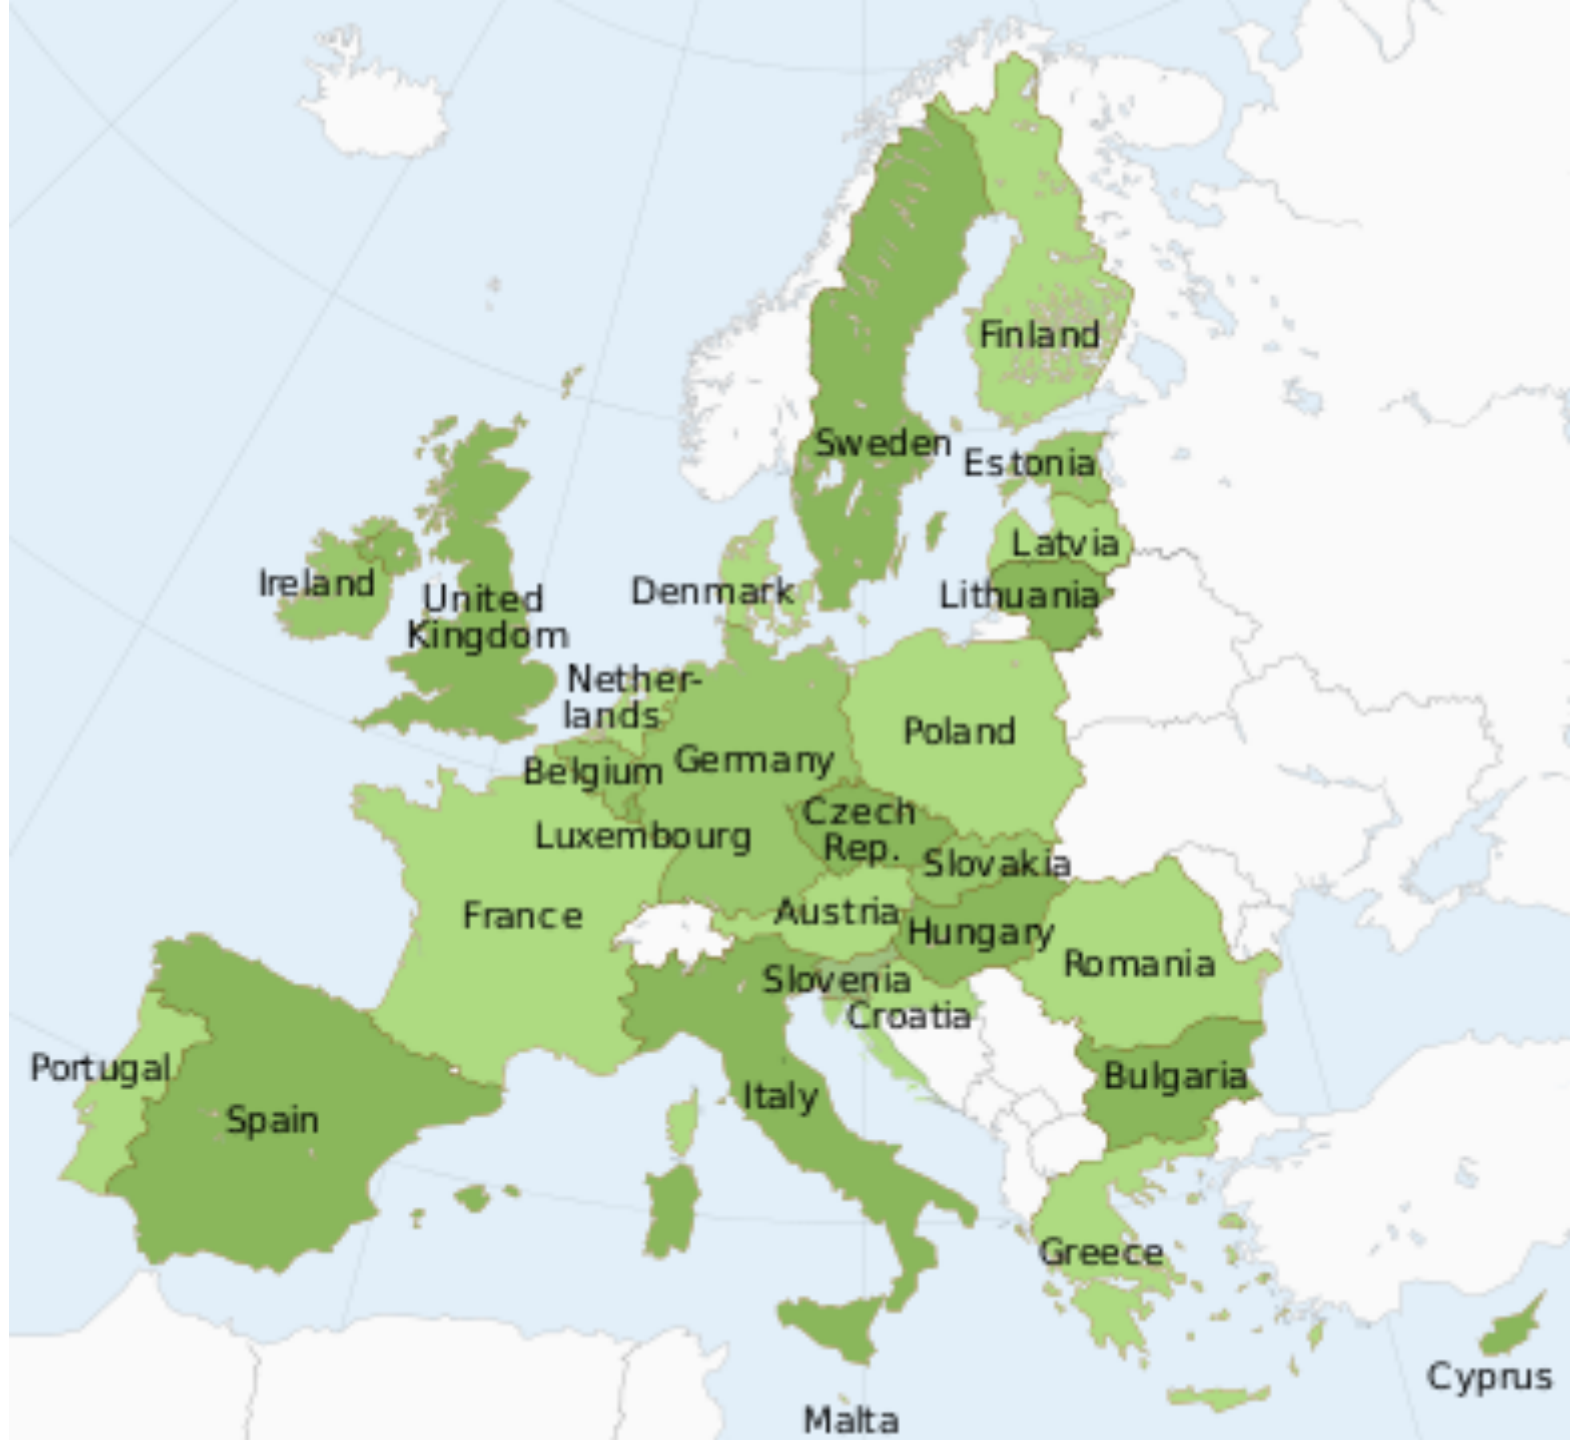 Finland
Sweden
Estonia
Latvia
Ireland
United
Kingdom
Denmark
Lithuania
Nether-
lands
Poland
Belgium
Germany
Luxembourg
Czech
Rep.
Slovakia
France
Austria
Hungary
Romania
Slovenia
Croatia
Portugal
Spain
Italy
Bulgaria
Greece
Cyprus
Malta